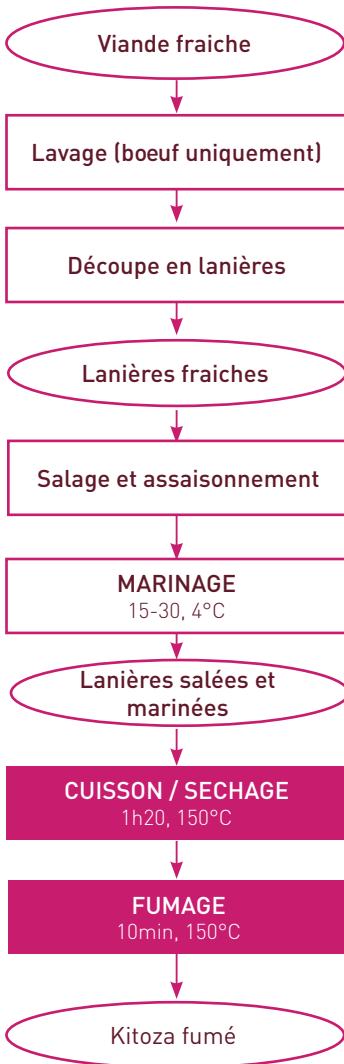 Viande fraiche
Lavage (boeuf uniquement)
Découpe en lanières
Lanières fraiches
Salage et assaisonnement
MARINAGE
15-30, 4°C
Lanières salées et
marinées
CUISSON / SECHAGE
1h20, 150°C
FUMAGE
10min, 150°C
Kitoza fumé